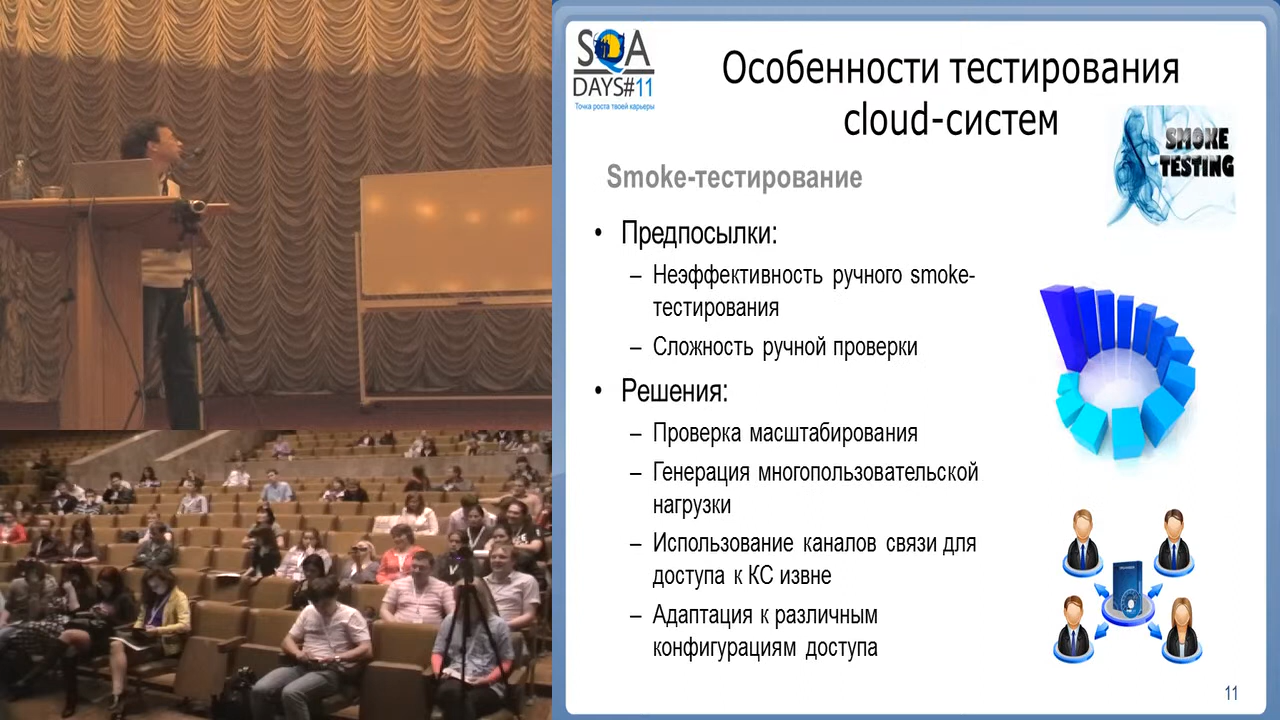 SQA
DAYS#11
Точка роста твоей карьеры
Особенности тестирования
cloud-систем
SMOKE
TESTING
Smoke-тестирование
• Предпосылки:
– Неэффективность ручного smoke-
тестирования
– Сложность ручной проверки
• Решения:
– Проверка масштабирования
– Генерация многопользовательской
нагрузки
– Использование каналов связи для
доступа к КС извне
– Адаптация к различным
конфигурациям доступа
11